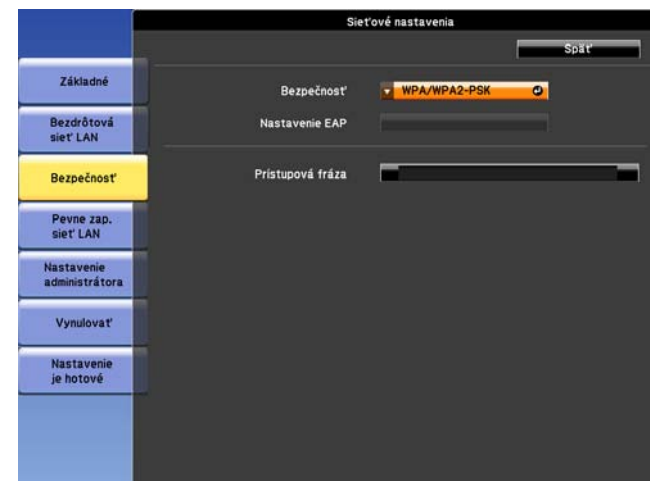 Sieťové nastavenia
Späť
Základné
Bezdrôtová
sieť LAN
Bezpečnosť
Pevne zap.
sieť LAN
Nastavenie
administrátora
Vynulovať
Nastavenie
je hotové
Bezpečnosť
WPA/WPA2-PSK
Nastavenie EAP
Prístupová fráza